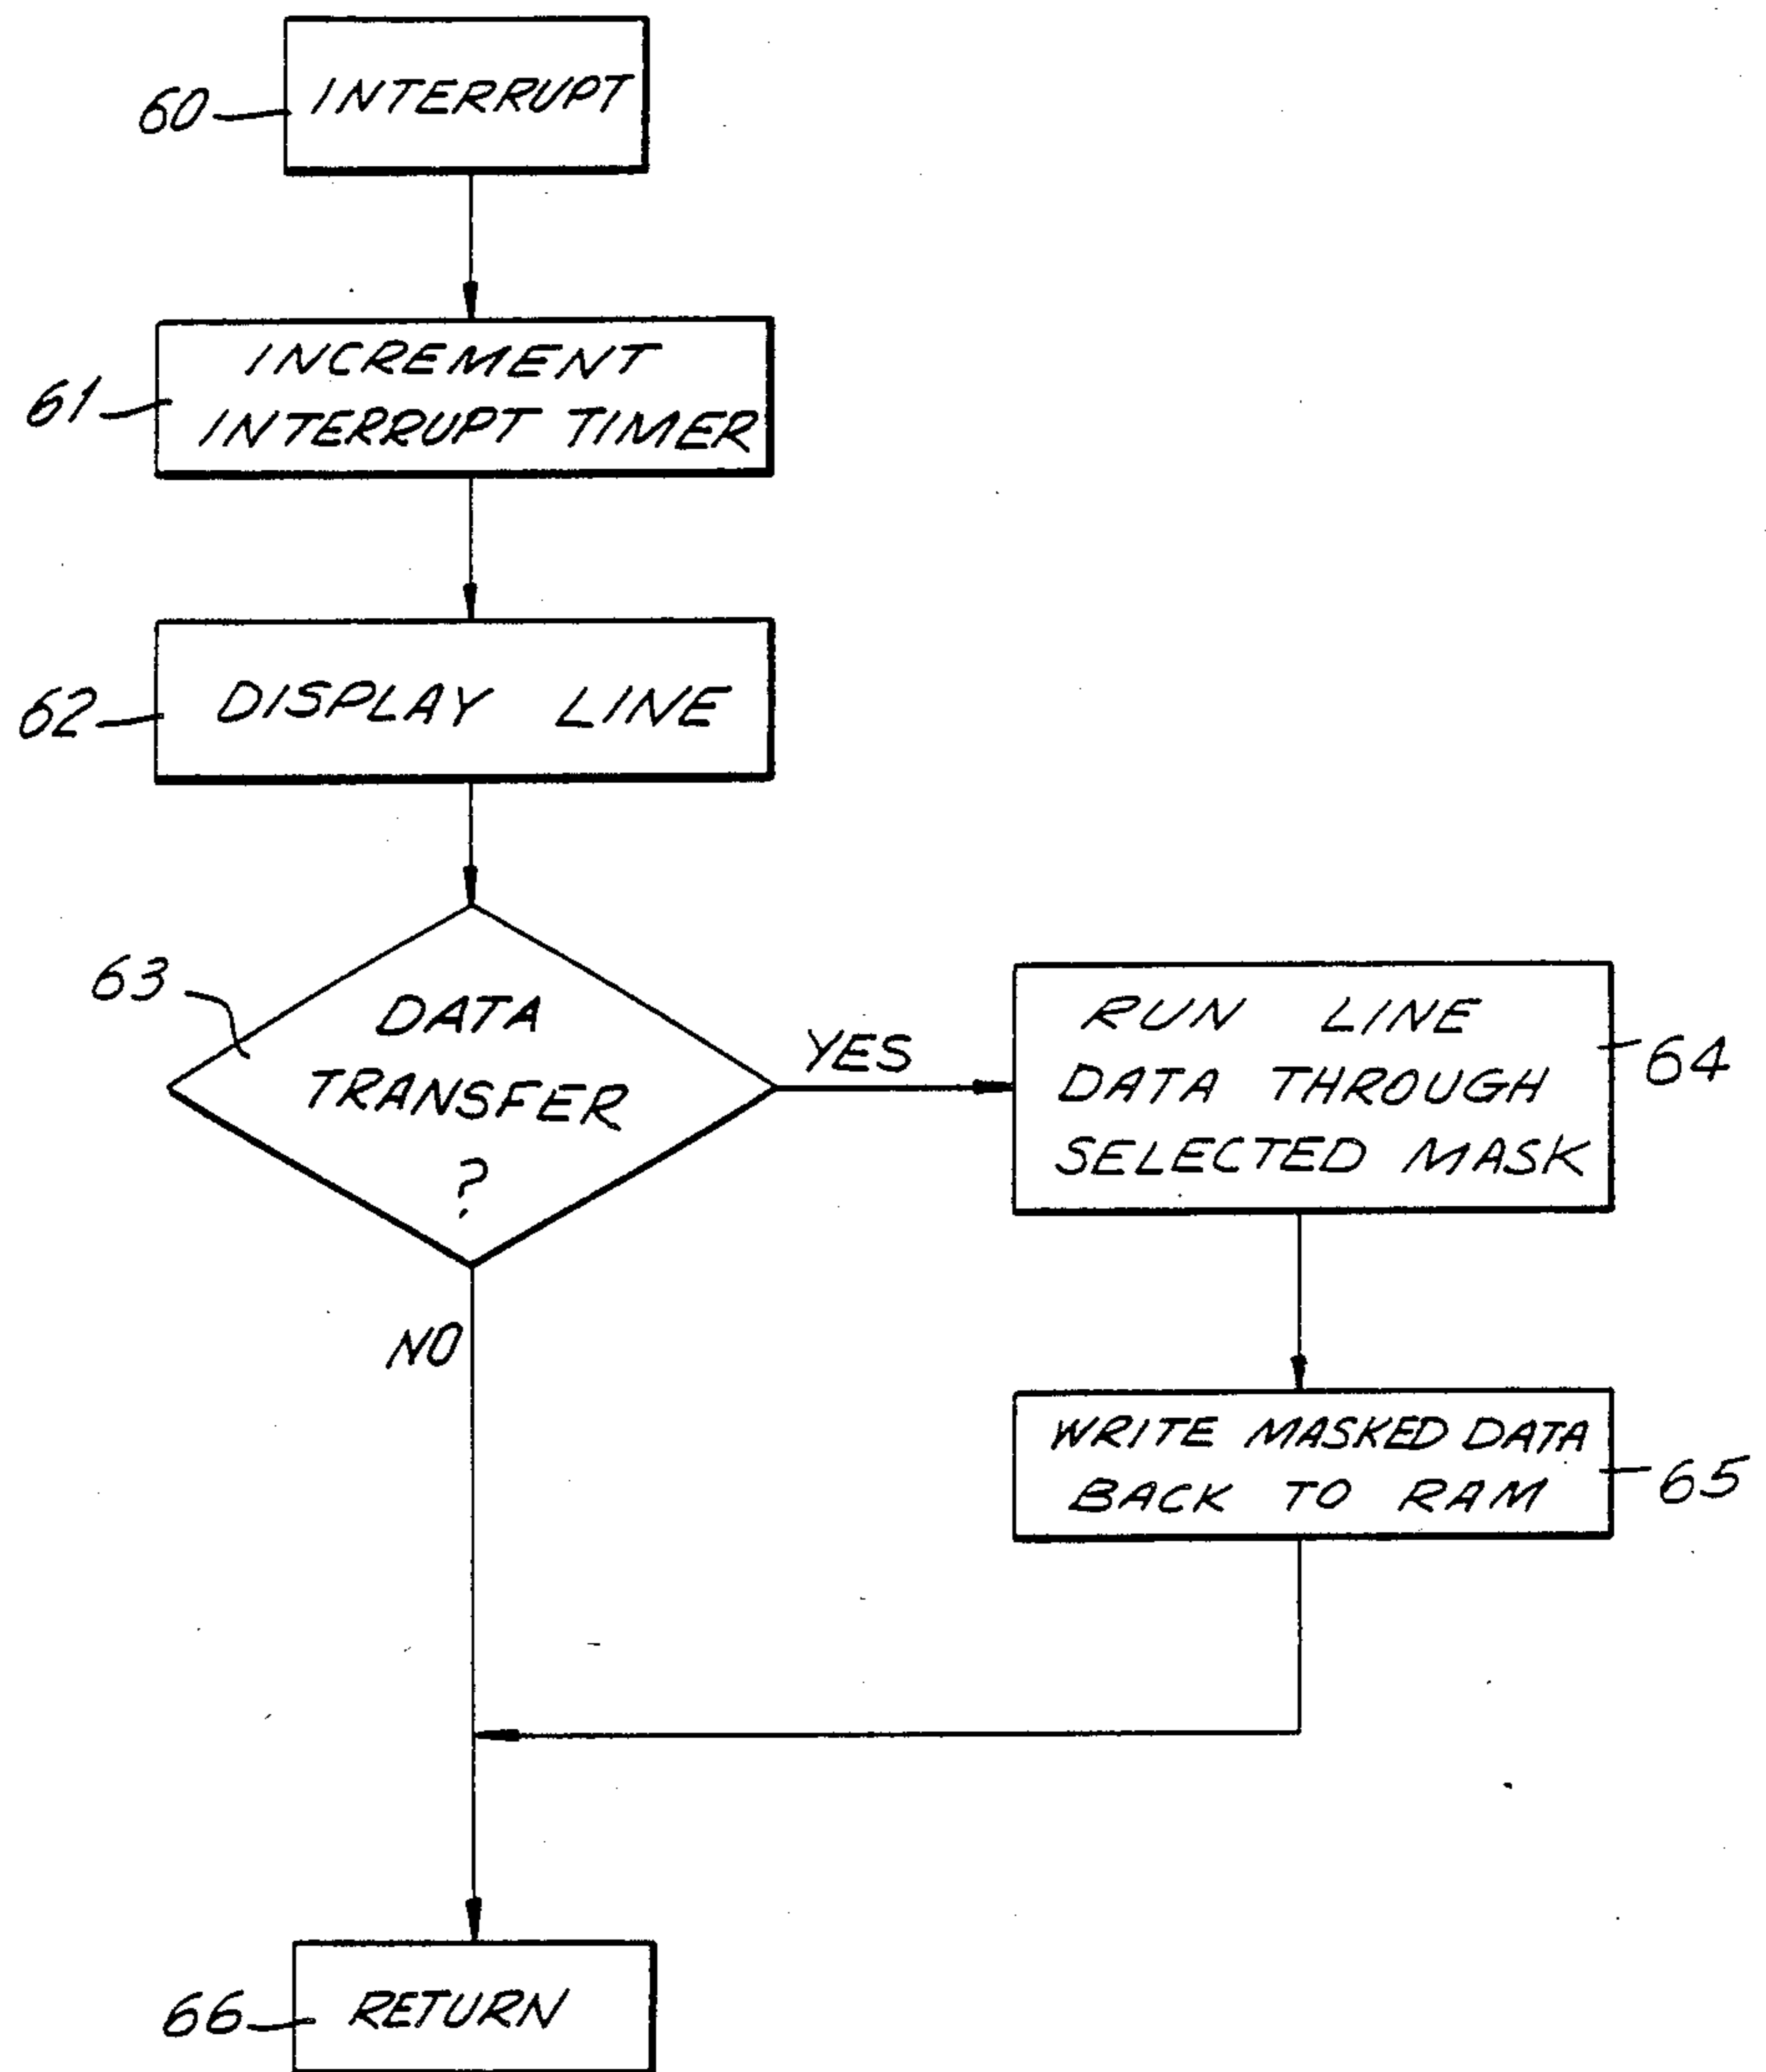 60
INTERRUPT
61
INCREMENT
INTERRUPT TIMER
62
DISPLAY LINE
63
DATA
TRANSFER
?
YES
NO
RUN LINE
DATA THROUGH
SELECTED MASK
64
WRITE MASKED DATA
BACK TO RAM
65
66
RETURN